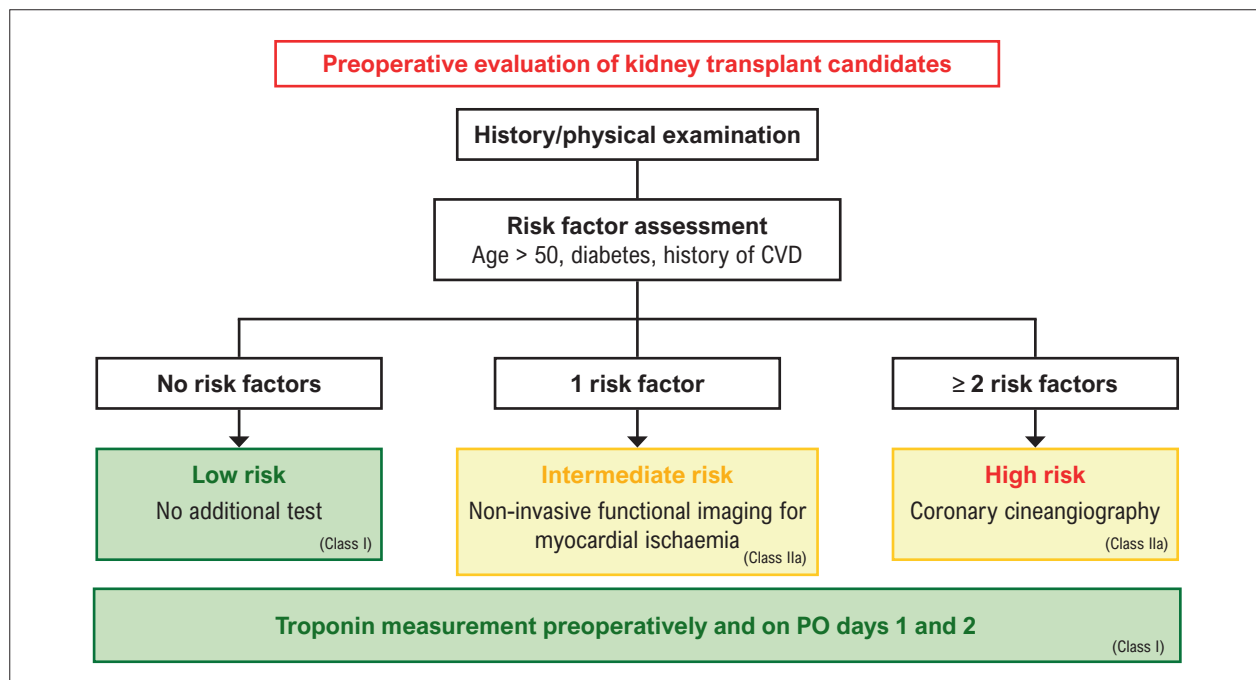 Preoperative evaluation of kidney transplant candidates
History/physical examination
Risk factor assessment
Age > 50, diabetes, history of CVD
No risk factors
1 risk factor
≥ 2 risk factors
Low risk
No additional test
(Class I)
Intermediate risk
Non-invasive functional imaging for
myocardial ischaemia
(Class IIa)
High risk
Coronary cineangiography
(Class IIa)
Troponin measurement preoperatively and on PO days 1 and 2
(Class I)